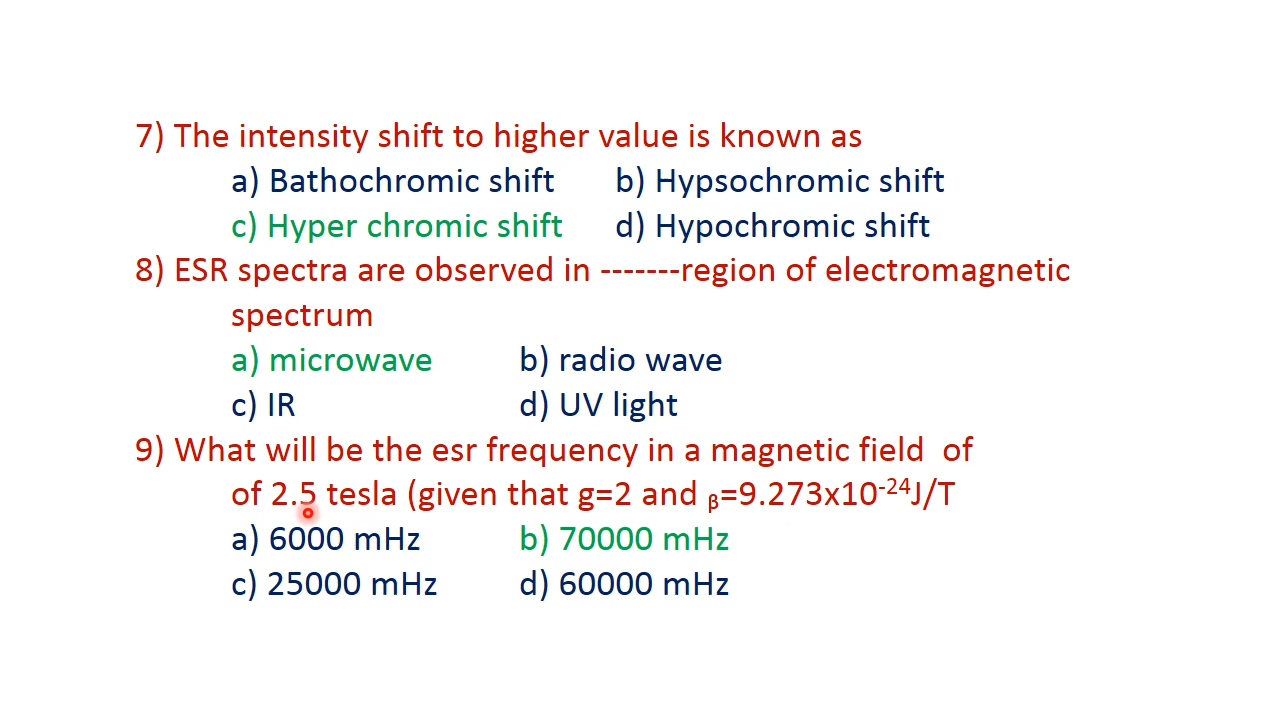 7) The intensity shift to higher value is known as
a) Bathochromic shift b) Hypsochromic shift
c) Hyper chromic shift d) Hypochromic shift
8) ESR spectra are observed in -------region of electromagnetic
spectrum
a) microwave b) radio wave
c) IR d) UV light
9) What will be the esr frequency in a magnetic field of
of 2.5 tesla (given that g=2 and β=9.273x10⁻²⁴J/T
a) 6000 mHz b) 70000 mHz
c) 25000 mHz d) 60000 mHz